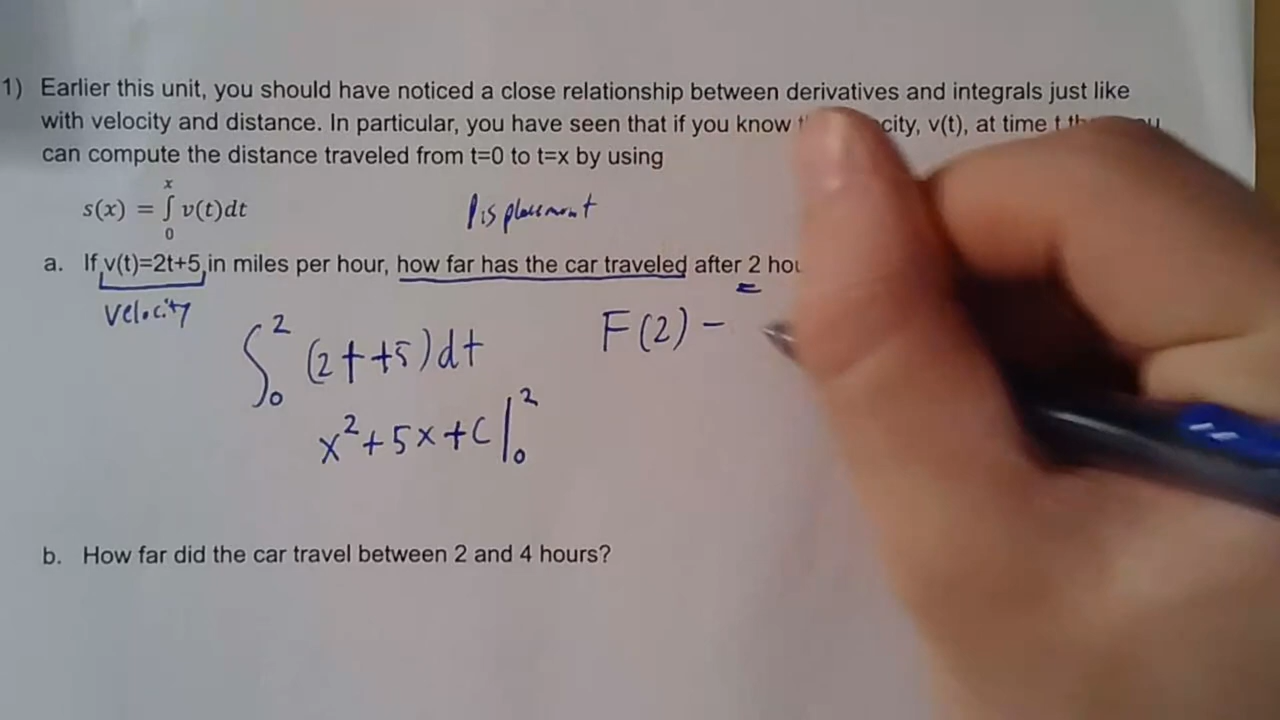 1) Earlier this unit, you should have noticed a close relationship between derivatives and integrals just like
with velocity and distance. In particular, you have seen that if you know city, v(t), at time t
can compute the distance traveled from t=0 to t=x by using
s(x) = ∫₀ˣ v(t)dt Displacement
a. If v(t)=2t+5 in miles per hour, how far has the car traveled after 2 hou
velocity
∫₀² (2t+5)dt F(2) −
x²+5x+C|₀²
b. How far did the car travel between 2 and 4 hours?